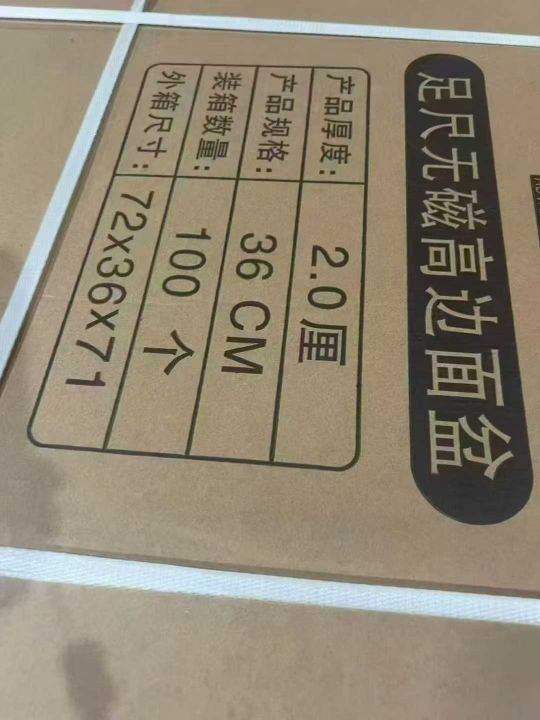 足尺无磁高边面盆
产品厚度: 2.0厘
产品规格: 36 CM
装箱数量: 100 个
外箱尺寸: 72x36x71